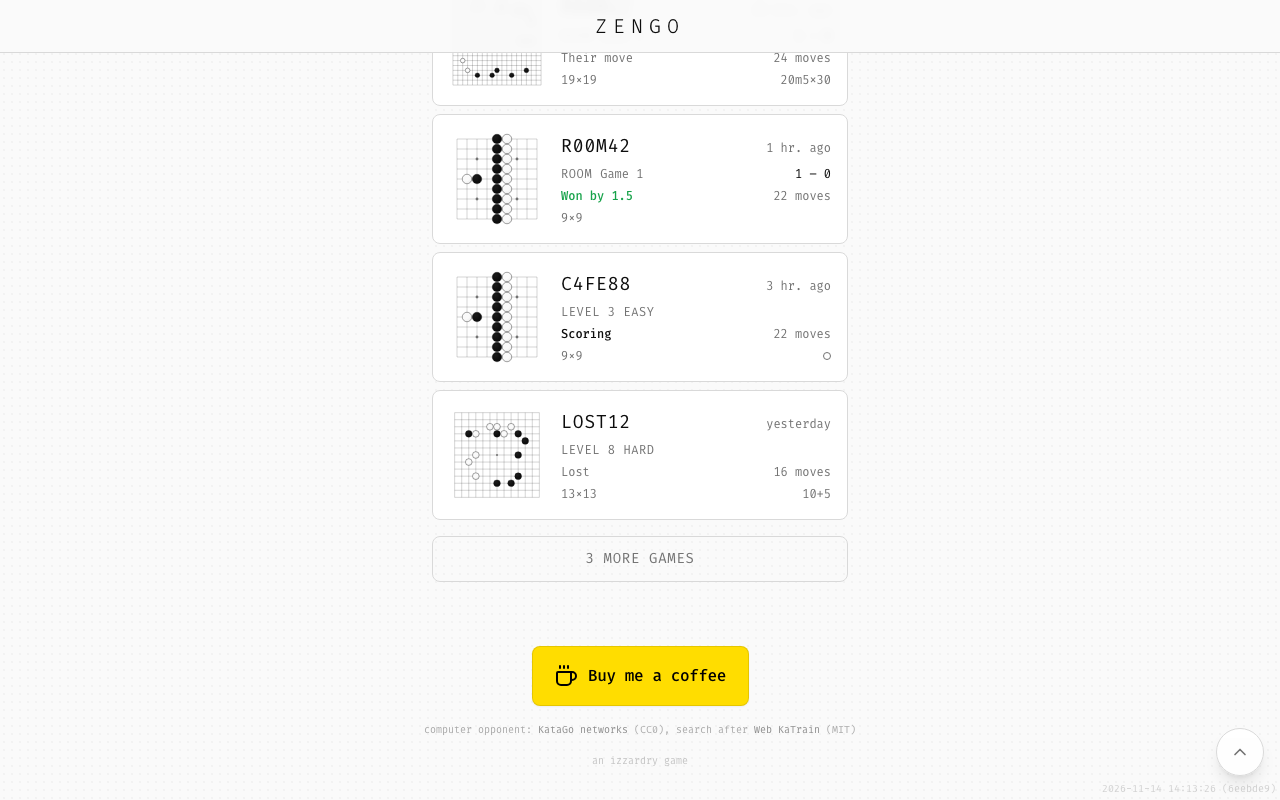 ZENGO
Their move 24 moves
19×19 20m5×30
R00M42 1 hr. ago
ROOM Game 1 1 – 0
Won by 1.5 22 moves
9×9
C4FE88 3 hr. ago
LEVEL 3 EASY
Scoring 22 moves
9×9
LOST12 yesterday
LEVEL 8 HARD
Lost 16 moves
13×13 10+5
3 MORE GAMES
Buy me a coffee
computer opponent: KataGo networks (CC0), search after Web KaTrain (MIT)
an izzardry game
2026-11-14 14:13:26 (6eebde9)